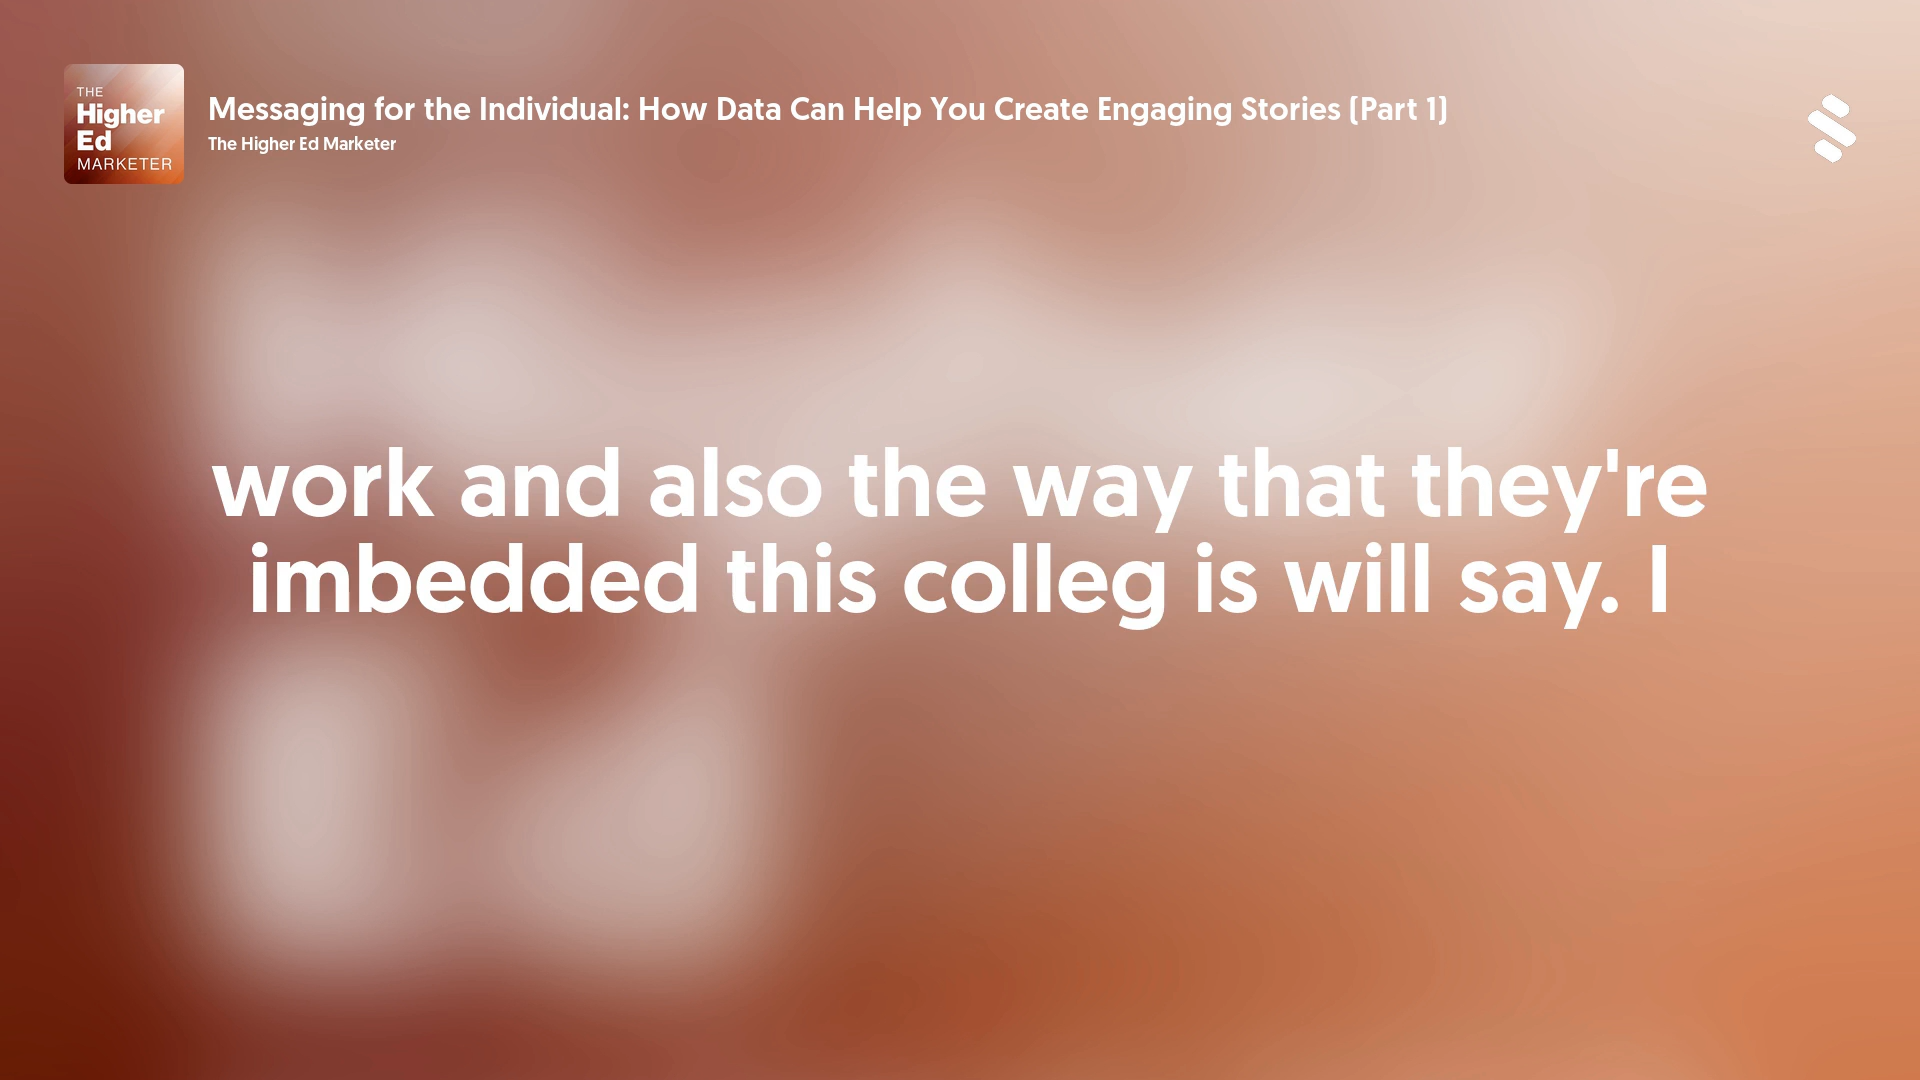 THE
Higher
Ed
MARKETER
Messaging for the Individual: How Data Can Help You Create Engaging Stories (Part 1)
The Higher Ed Marketer
work and also the way that they're
imbedded this colleg is will say. I